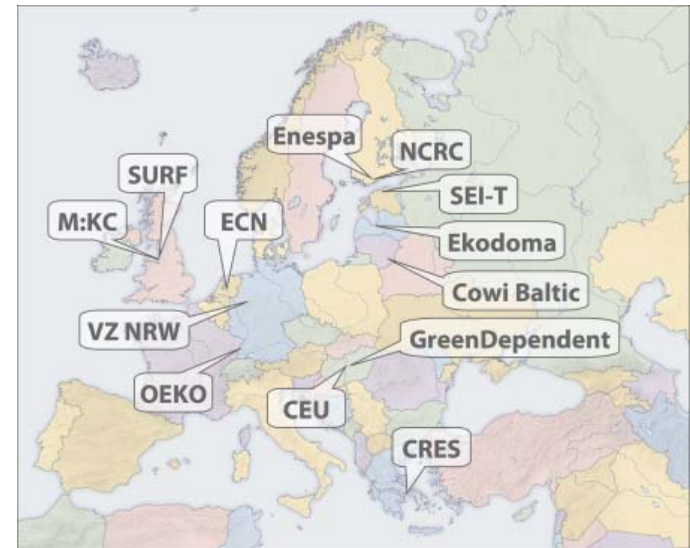 Enespa
NCRC
SURF
SEI-T
M:KC
ECN
Ekodoma
Cowi Baltic
VZ NRW
GreenDependent
OEKO
CEU
CRES